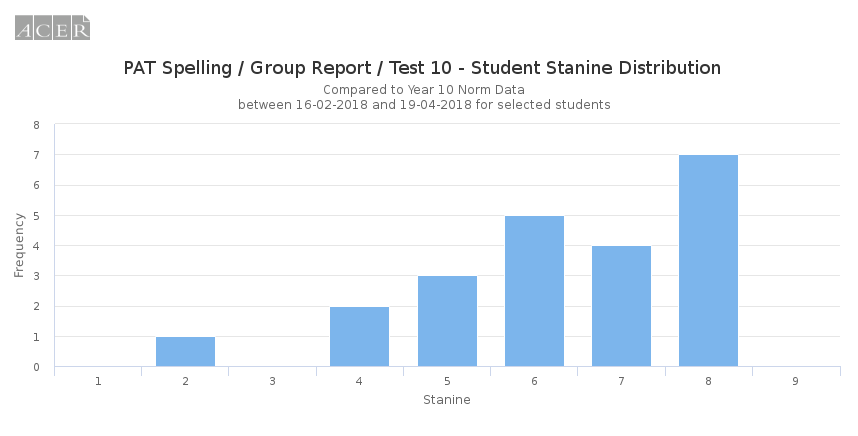 ACER
PAT Spelling / Group Report / Test 10 - Student Stanine Distribution
Compared to Year 10 Norm Data
between 16-02-2018 and 19-04-2018 for selected students
8
7
6
5
4
3
2
1
0
Frequency
1 2 3 4 5 6 7 8 9
Stanine